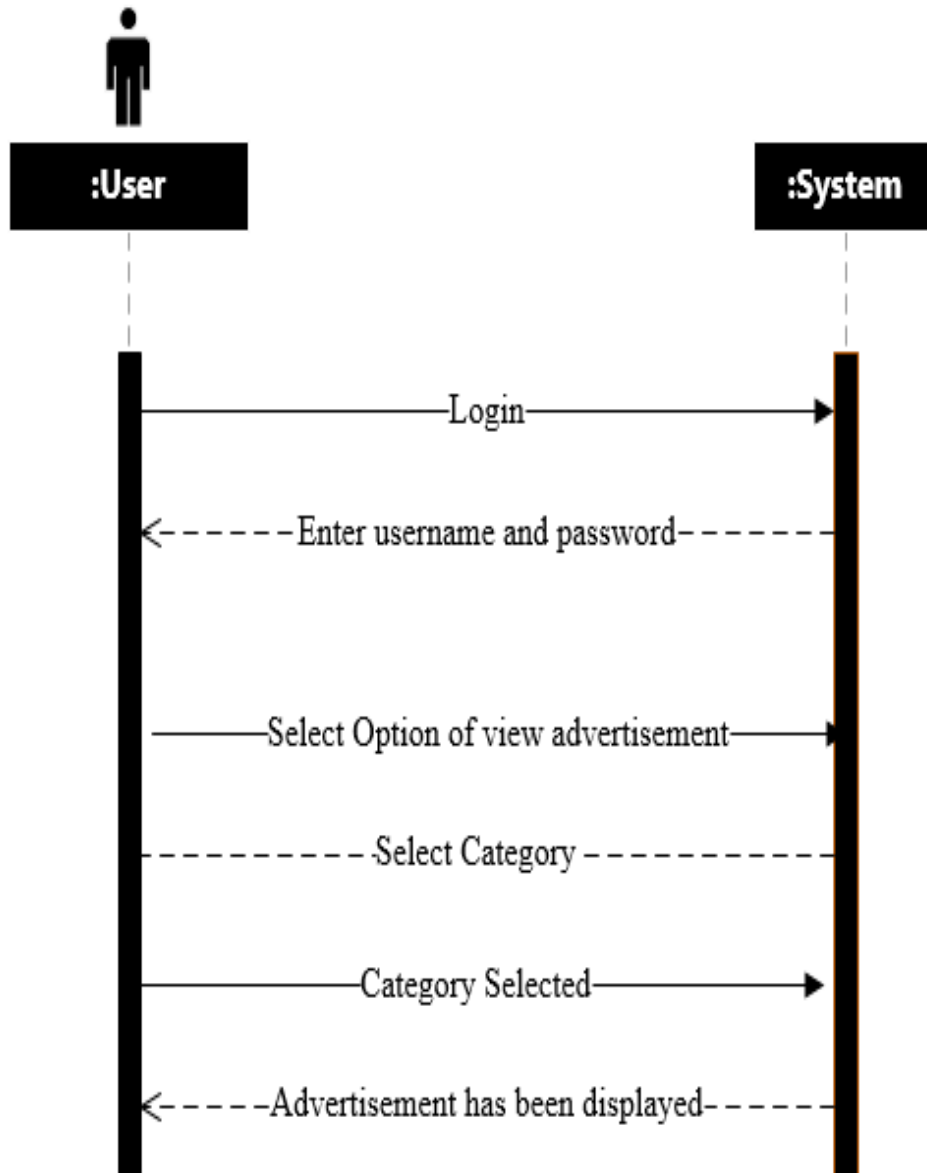 :User
:System
Login
Enter username and password
Select Option of view advertisement
Select Category
Category Selected
Advertisement has been displayed